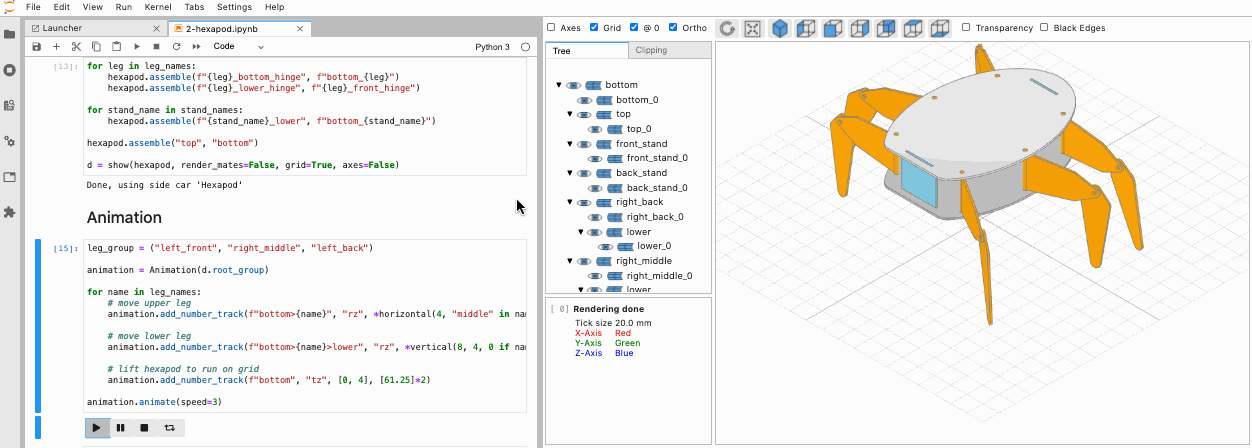 File Edit View Run Kernel Tabs Settings Help
Launcher
2-hexapod.ipynb
Code
Python 3
[13]:
for leg in leg_names:
    hexapod.assemble(f"{leg}_bottom_hinge", f"bottom_{leg}")
    hexapod.assemble(f"{leg}_lower_hinge", f"{leg}_front_hinge")
for stand_name in stand_names:
    hexapod.assemble(f"{stand_name}_lower", f"bottom_{stand_name}")
hexapod.assemble("top", "bottom")
d = show(hexapod, render_mates=False, grid=True, axes=False)
Done, using side car 'Hexapod'
Animation
[15]:
leg_group = ("left_front", "right_middle", "left_back")
animation = Animation(d.root_group)
for name in leg_names:
    # move upper leg
    animation.add_number_track(f"bottom>{name}", "rz", *horizontal(4, "middle" in nam
    # move lower leg
    animation.add_number_track(f"bottom>{name}>lower", "rz", *vertical(8, 4, 0 if nam
    # lift hexapod to run on grid
    animation.add_number_track(f"bottom", "tz", [0, 4], [61.25]*2)
animation.animate(speed=3)
Axes Grid @ 0 Ortho
Transparency Black Edges
Tree Clipping
bottom
bottom_0
top
top_0
front_stand
front_stand_0
back_stand
back_stand_0
right_back
right_back_0
lower
lower_0
right_middle
right_middle_0
lower
[ 0] Rendering done
Tick size 20.0 mm
X-Axis Red
Y-Axis Green
Z-Axis Blue